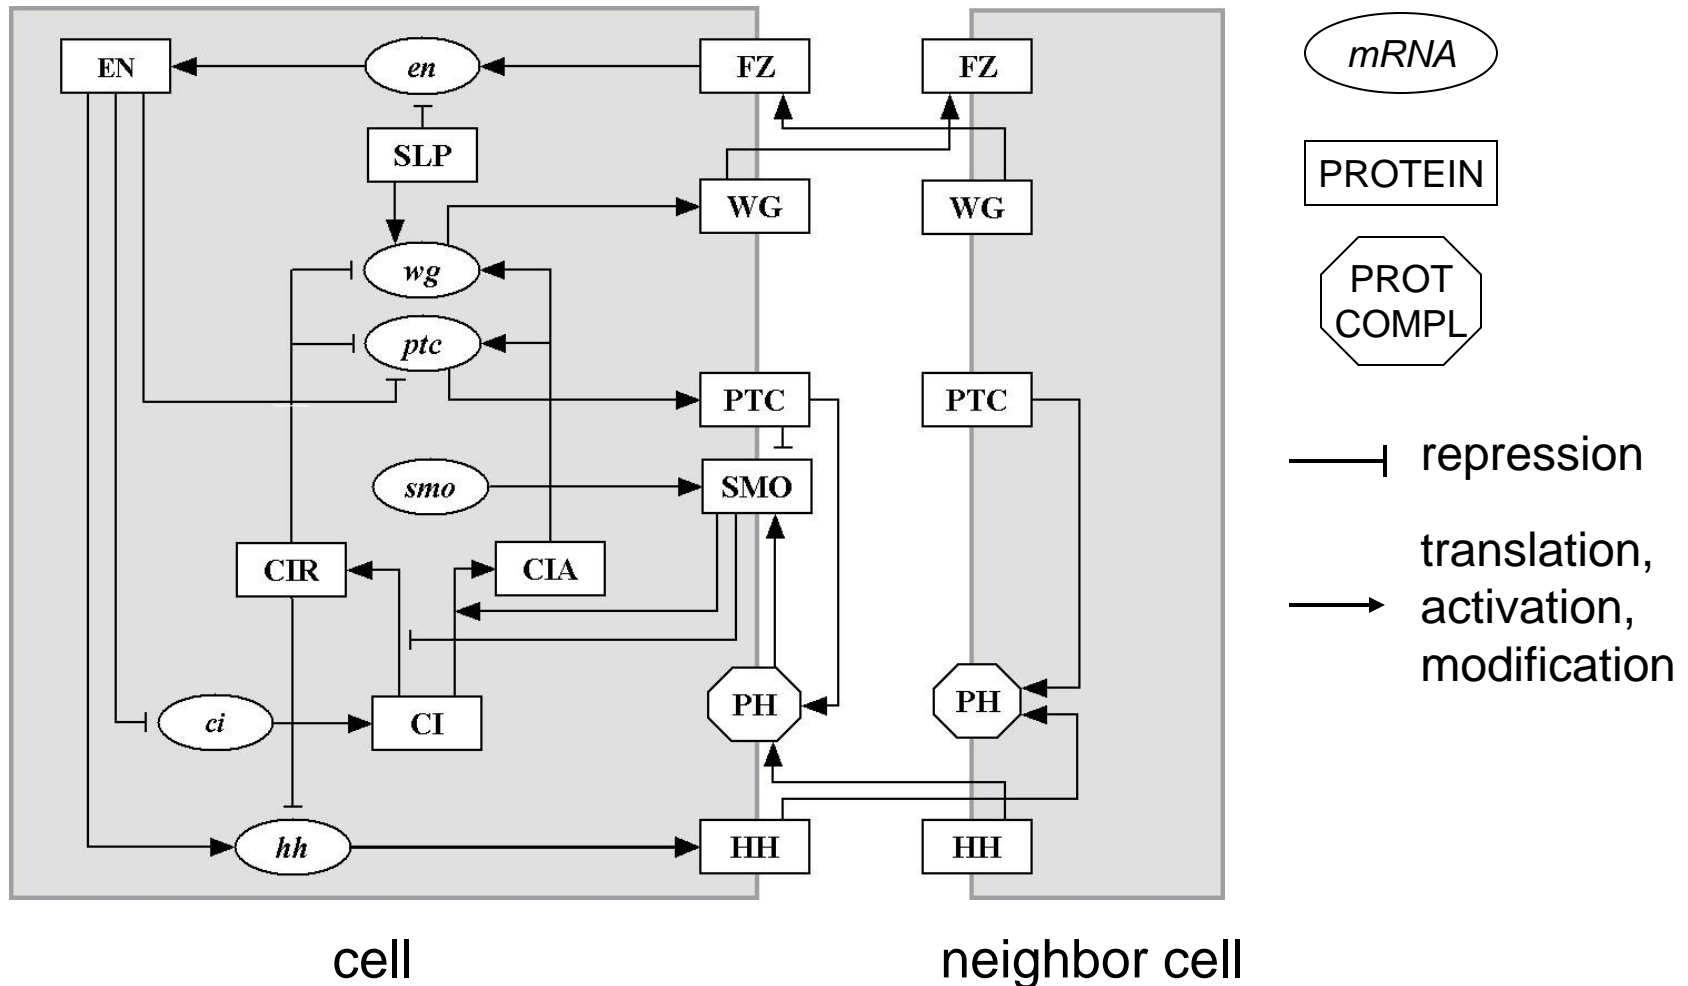 EN
en
FZ
FZ
mRNA
SLP
WG
WG
PROTEIN
wg
PROT
COMPL
ptc
PTC
PTC
smo
SMO
repression
CIR
CIA
translation,
activation,
modification
ci
CI
PH
PH
hh
HH
HH
cell
neighbor cell